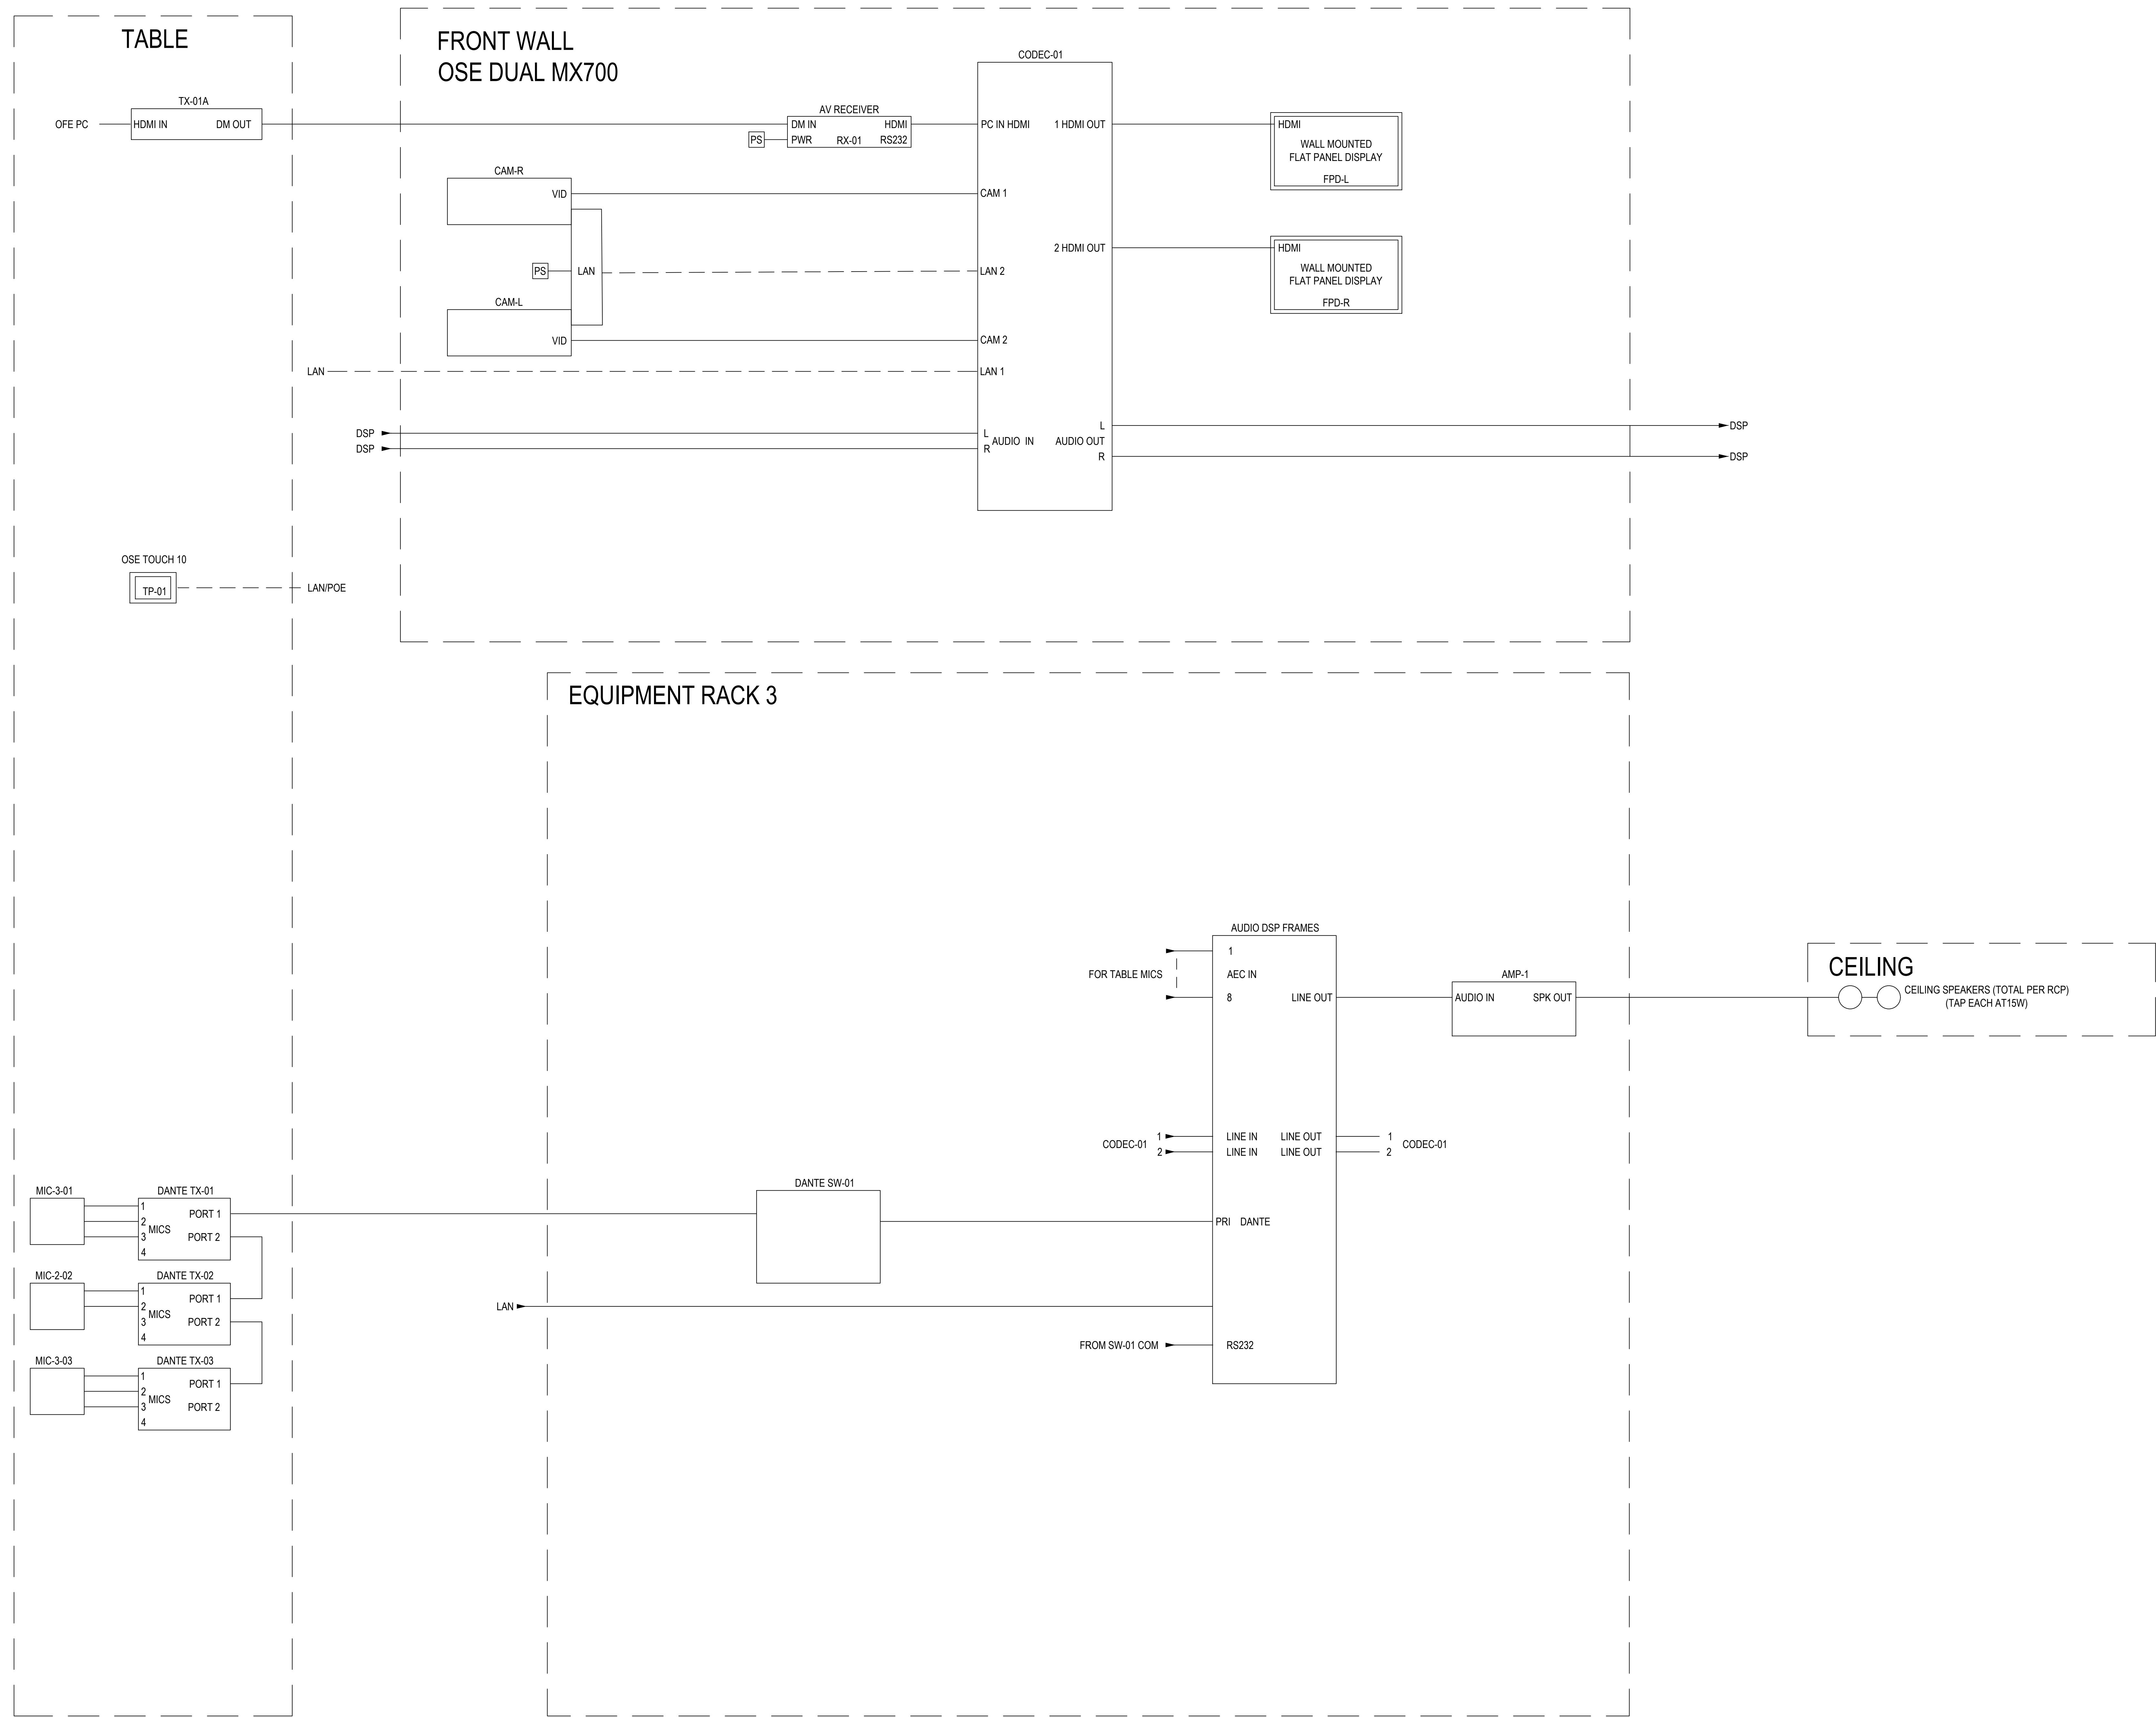 TABLE
TX-01A
OFE PC
HDMI IN DM OUT
OSE TOUCH 10
TP-01
LAN/POE
MIC-3-01
DANTE TX-01
1
2
MICS
3
4
PORT 1
PORT 2
MIC-2-02
DANTE TX-02
1
2
MICS
3
4
PORT 1
PORT 2
MIC-3-03
DANTE TX-03
1
2
MICS
3
4
PORT 1
PORT 2
FRONT WALL
OSE DUAL MX700
CODEC-01
AV RECEIVER
DM IN HDMI
PS
PWR RX-01 RS232
CAM-R
VID
PS
LAN
CAM-L
VID
LAN
DSP
DSP
PC IN HDMI 1 HDMI OUT
CAM 1
2 HDMI OUT
LAN 2
CAM 2
LAN 1
L
AUDIO IN
R
L
AUDIO OUT
R
HDMI
WALL MOUNTED
FLAT PANEL DISPLAY
FPD-L
HDMI
WALL MOUNTED
FLAT PANEL DISPLAY
FPD-R
DSP
DSP
EQUIPMENT RACK 3
AUDIO DSP FRAMES
1
FOR TABLE MICS
AEC IN
8 LINE OUT
AMP-1
AUDIO IN SPK OUT
CODEC-01
1
2
LINE IN LINE OUT
LINE IN LINE OUT
1
2
CODEC-01
DANTE SW-01
PRI DANTE
LAN
FROM SW-01 COM
RS232
CEILING
CEILING SPEAKERS (TOTAL PER RCP)
(TAP EACH AT15W)